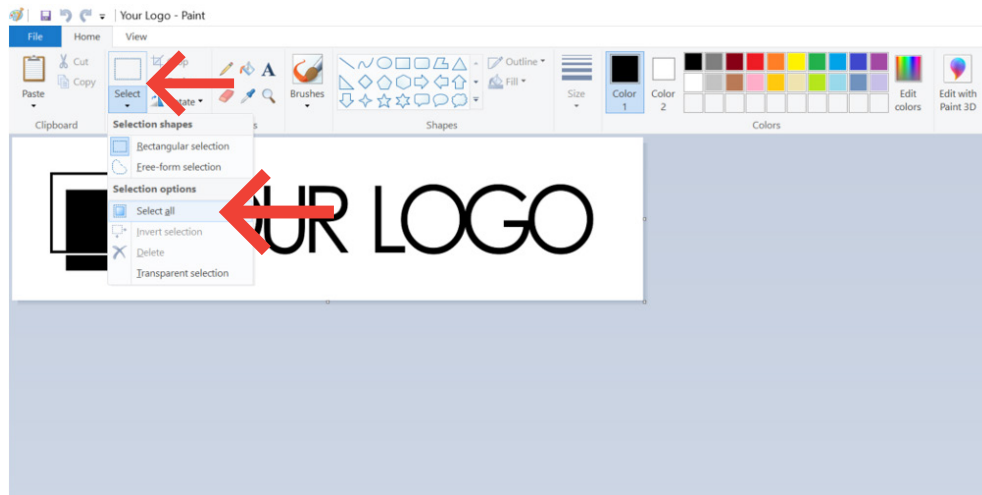 Your Logo - Paint
File Home View
Cut
Copy
Paste
Select
Brushes
Outline
Fill
Size
Color 1
Color 2
Edit colors
Edit with Paint 3D
Clipboard
Shapes
Colors
Selection shapes
Rectangular selection
Free-form selection
Selection options
Select all
Invert selection
Delete
Transparent selection
OUR LOGO